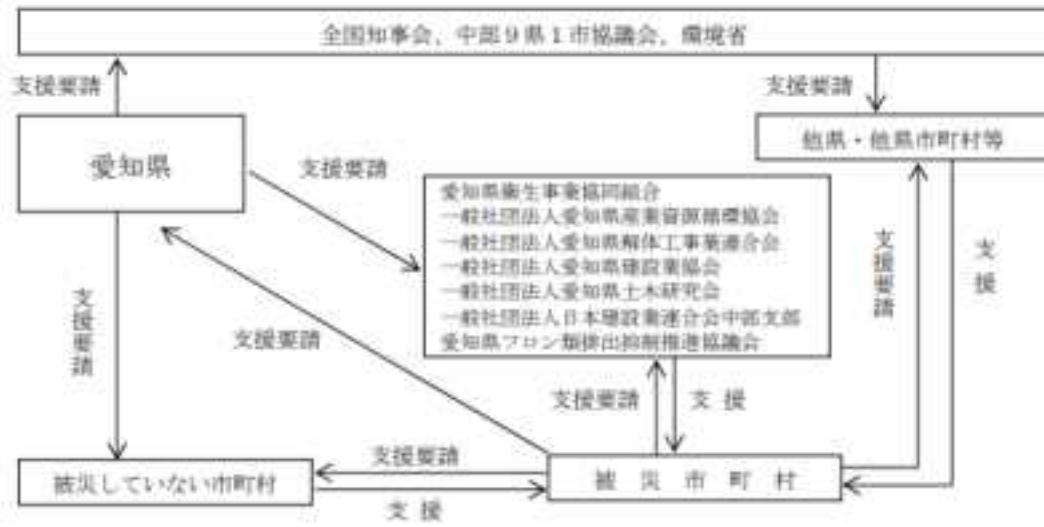 全国知事会、中部９県１市協議会、環境省
支援要請
支援要請
愛知県
他県・他県市町村等
支援要請
愛知県衛生事業協同組合
一般社団法人愛知県産業資源循環協会
一般社団法人愛知県解体工事業連合会
一般社団法人愛知県建設業協会
一般社団法人愛知県土木研究会
一般社団法人日本建設業連合会中部支部
愛知県フロン類排出抑制推進協議会
支援要請
支援要請
支援要請
支援
支援要請
支 援
支援要請
被災していない市町村
被 災 市 町 村
支 援